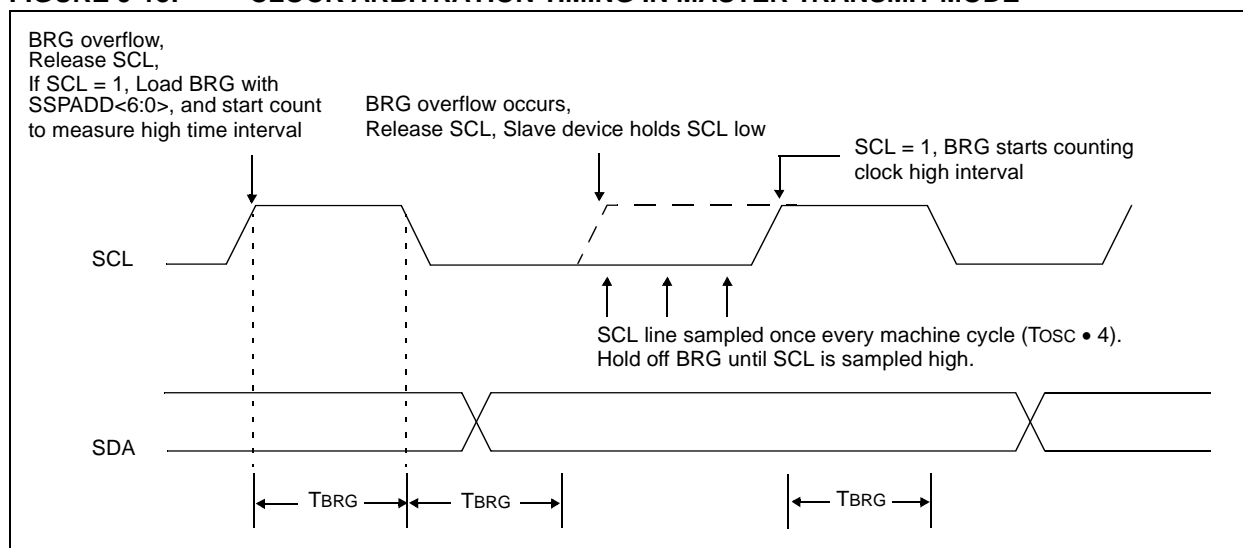 BRG overflow,
Release SCL,
If SCL = 1, Load BRG with
SSPADD<6:0>, and start count
to measure high time interval
BRG overflow occurs,
Release SCL, Slave device holds SCL low
SCL = 1, BRG starts counting
clock high interval
SCL
SCL line sampled once every machine cycle (TOSC • 4).
Hold off BRG until SCL is sampled high.
SDA
TBRG
TBRG
TBRG